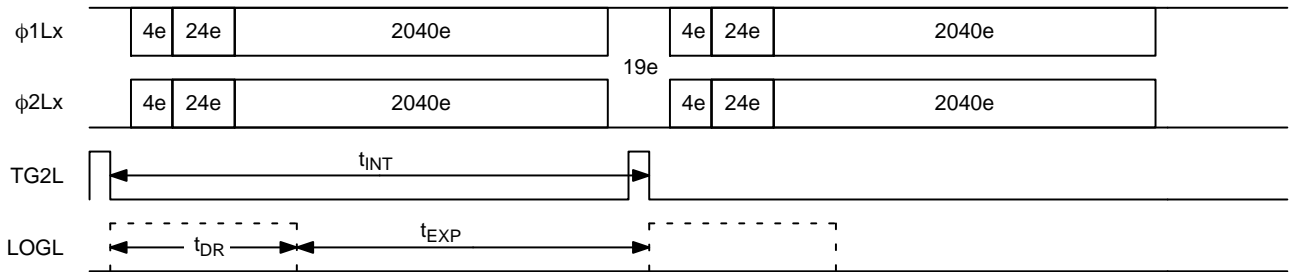 ϕ1Lx 4e 24e 2040e 4e 24e 2040e
19e
ϕ2Lx 4e 24e 2040e 4e 24e 2040e
TG2L tINT
LOGL tDR tEXP